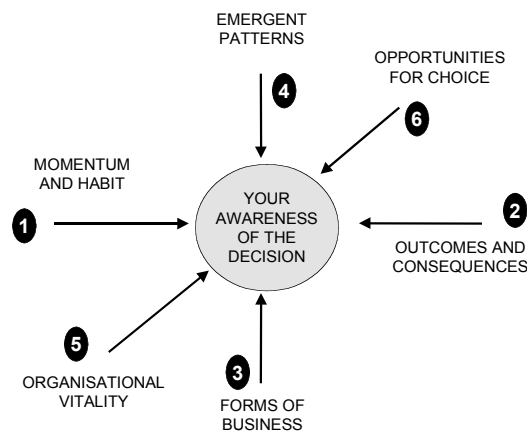 EMERGENT
PATTERNS
4
OPPORTUNITIES
FOR CHOICE
6
MOMENTUM
AND HABIT
1
YOUR
AWARENESS
OF THE
DECISION
2
OUTCOMES AND
CONSEQUENCES
5
ORGANISATIONAL
VITALITY
3
FORMS OF
BUSINESS